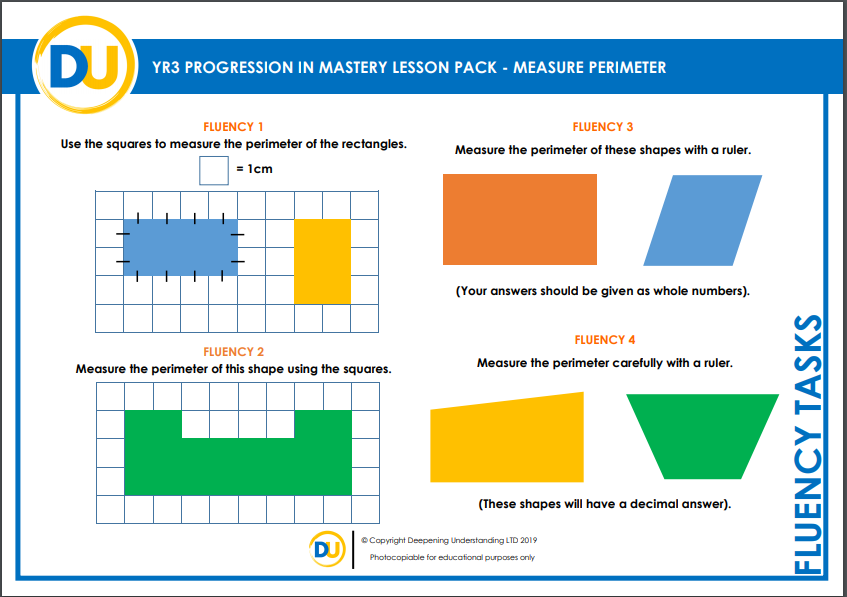 DU
YR3 PROGRESSION IN MASTERY LESSON PACK - MEASURE PERIMETER
FLUENCY 1
Use the squares to measure the perimeter of the rectangles.
= 1cm
FLUENCY 2
Measure the perimeter of this shape using the squares.
FLUENCY 3
Measure the perimeter of these shapes with a ruler.
(Your answers should be given as whole numbers).
FLUENCY 4
Measure the perimeter carefully with a ruler.
(These shapes will have a decimal answer).
FLUENCY TASKS
DU
© Copyright Deepening Understanding LTD 2019
Photocopiable for educational purposes only